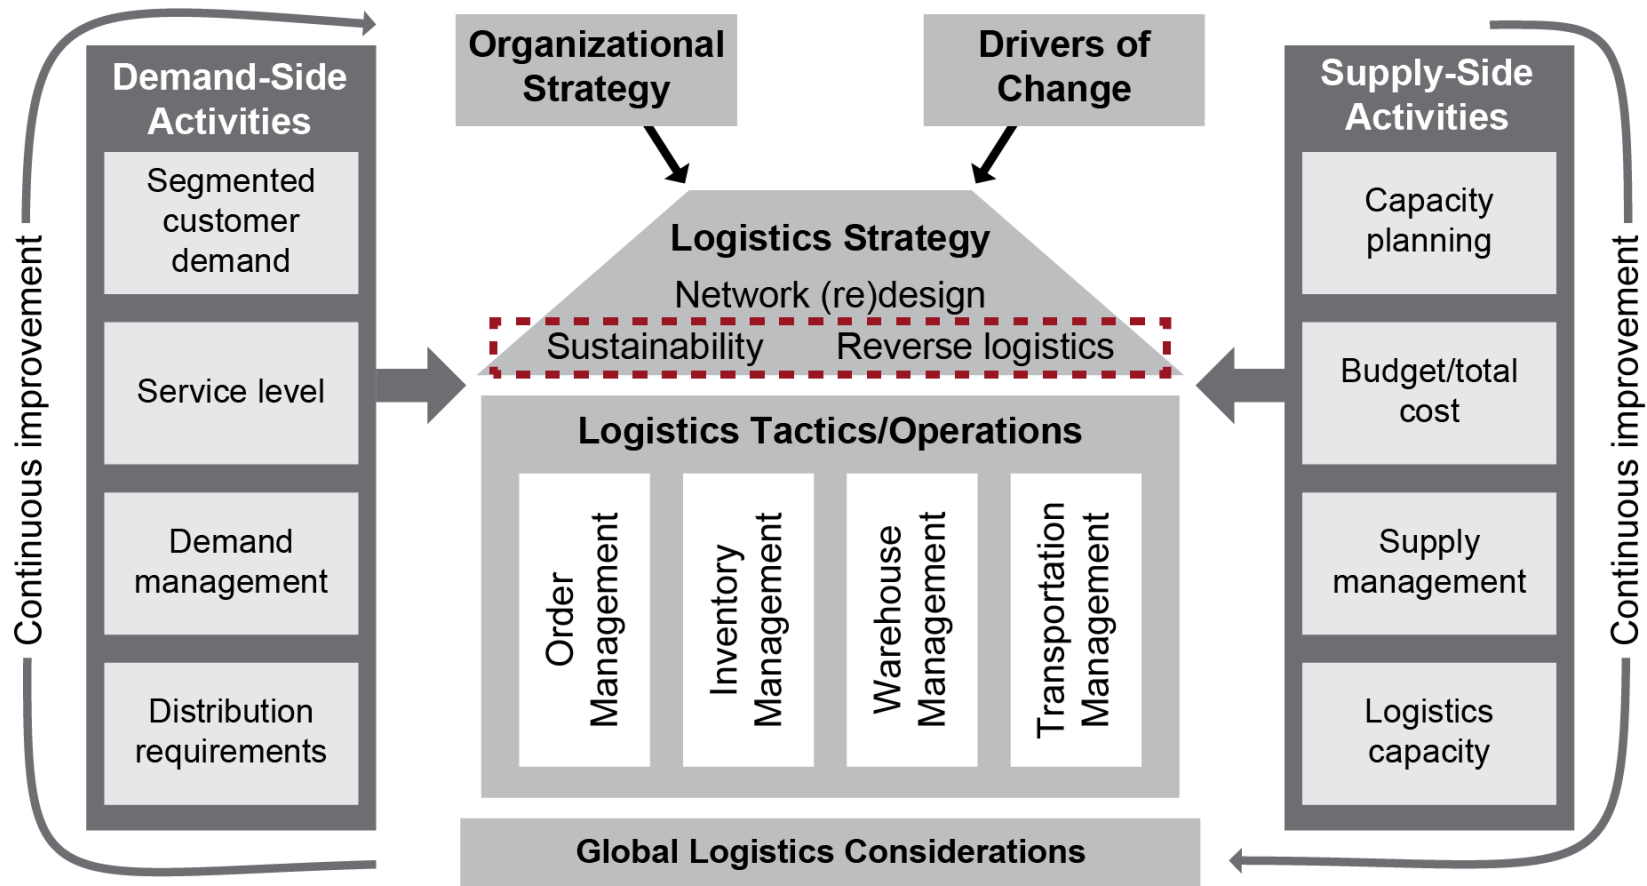 Continuous improvement
Demand-Side
Activities
Segmented
customer
demand
Service level
Demand
management
Distribution
requirements
Organizational
Strategy
Drivers of
Change
Logistics Strategy
Network (re)design
Sustainability
Reverse logistics
Logistics Tactics/Operations
Order
Management
Inventory
Management
Warehouse
Management
Transportation
Management
Global Logistics Considerations
Supply-Side
Activities
Capacity
planning
Budget/total
cost
Supply
management
Logistics
capacity
Continuous improvement